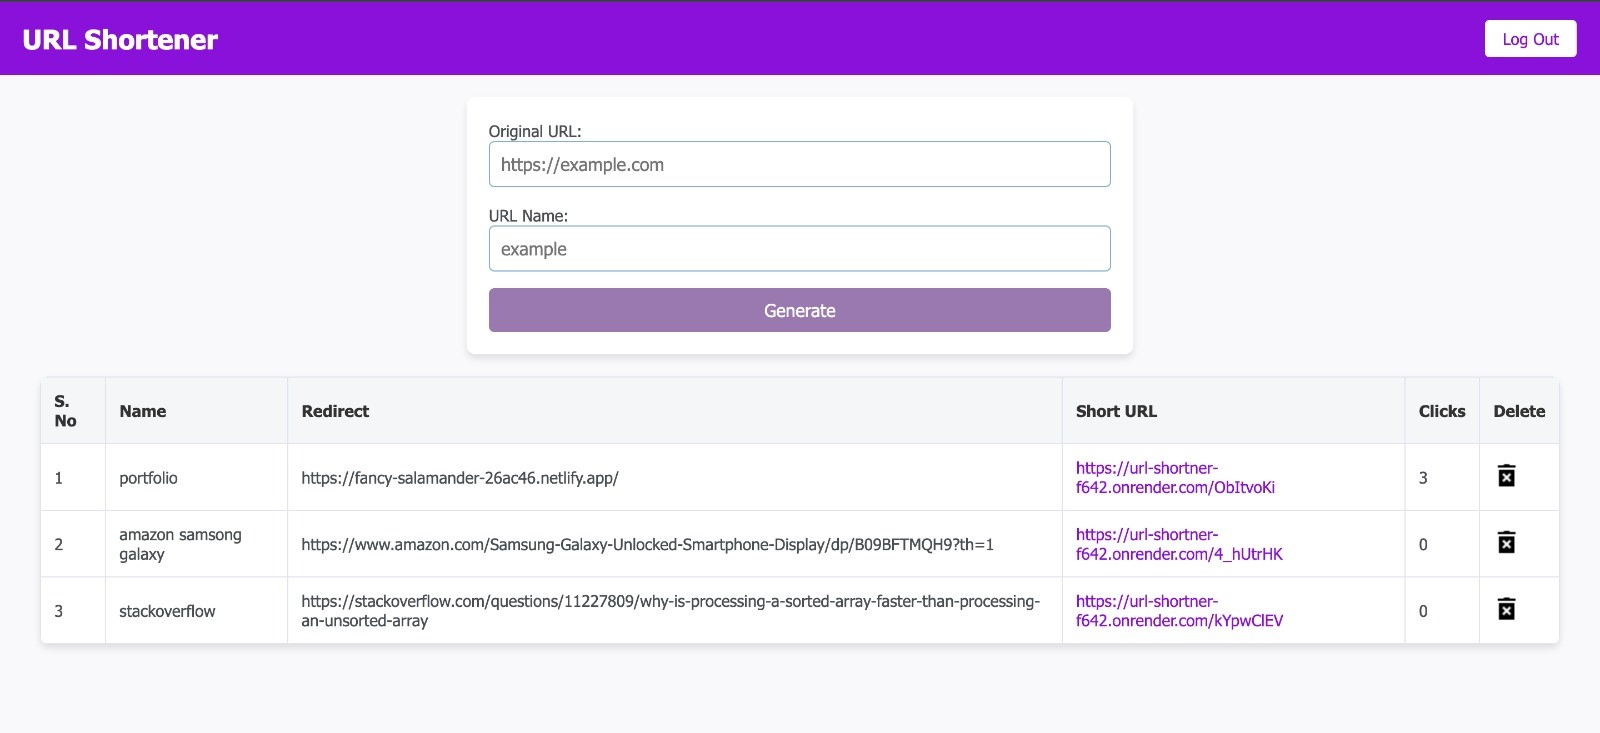 URL Shortener
Log Out
Original URL:
https://example.com
URL Name:
example
Generate
S. No
Name
Redirect
Short URL
Clicks
Delete
1
portfolio
https://fancy-salamander-26ac46.netlify.app/
https://url-shortner-
f642.onrender.com/ObItvoKi
3
2
amazon samsong
galaxy
https://www.amazon.com/Samsung-Galaxy-Unlocked-Smartphone-Display/dp/B09BFTMQH9?th=1
https://url-shortner-
f642.onrender.com/4_hUtrHK
0
3
stackoverflow
https://stackoverflow.com/questions/11227809/why-is-processing-a-sorted-array-faster-than-processing-
an-unsorted-array
https://url-shortner-
f642.onrender.com/kYpwClEV
0